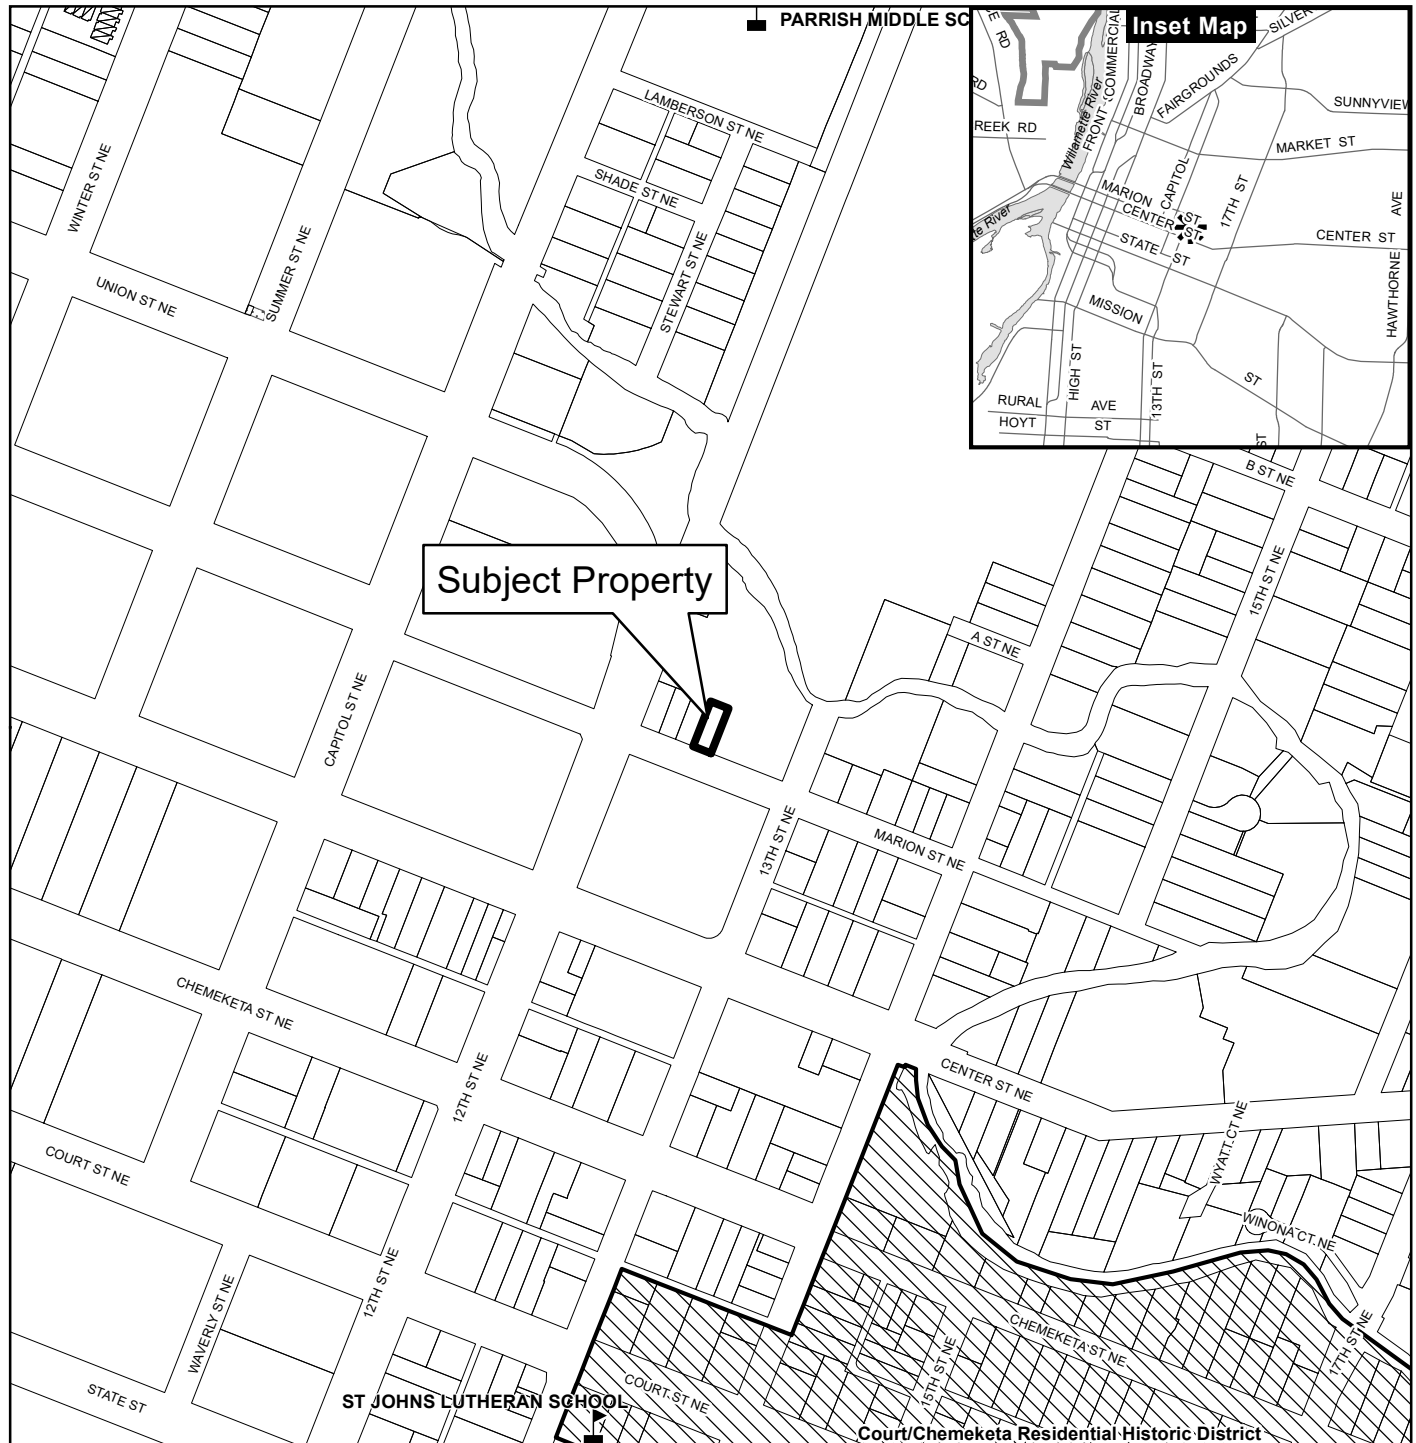 PARRISH MIDDLE SC
Inset Map
RD
RD
REEK RD
Willamette River
FRONT
COMMERCIAL
BROADWAY
FAIRGROUNDS
SILVER
SUNNYVIEW
MARKET ST
MARION
ST
CAPITOL
17TH ST
CENTER
ST
CENTER ST
AVE
HAWTHORNE
STATE
ST
te River
MISSION
ST
HIGH ST
13TH ST
RURAL
AVE
HOYT
ST
ST
LAMBERSON ST NE
SHADE ST NE
STEWART ST NE
WINTER ST NE
SUMMER ST NE
UNION ST NE
B ST NE
15TH ST NE
Subject Property
A ST NE
CAPITOL ST NE
13TH ST NE
MARION ST NE
CHEMEKETA ST NE
12TH ST NE
CENTER ST NE
WYATT CT NE
COURT ST NE
WINONA CT NE
12TH ST NE
WAVERLY ST NE
CHEMEKETA ST NE
17TH ST NE
15TH ST NE
STATE ST
ST JOHNS LUTHERAN SCHOOL
COURT ST NE
Court/Chemeketa Residential Historic District